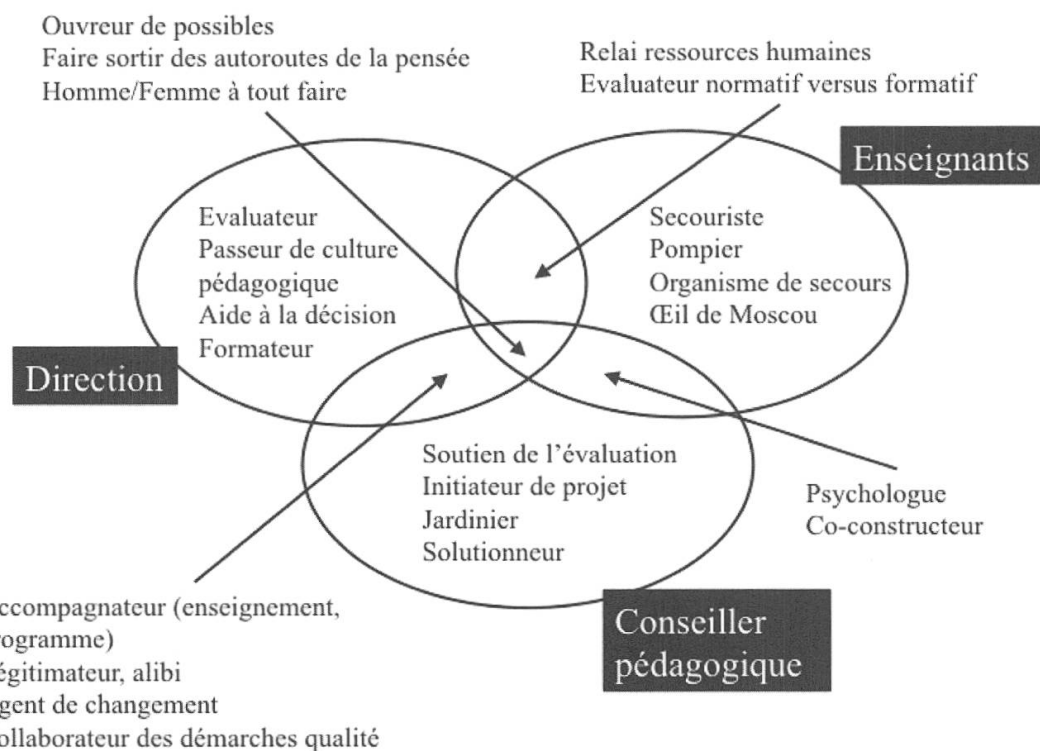 Ouvreur de possibles
Faire sortir des autoroutes de la pensée
Homme/Femme à tout faire
Relai ressources humaines
Evaluateur normatif versus formatif
Enseignants
Evaluateur
Passeur de culture
pédagogique
Aide à la décision
Formateur
Secouriste
Pompier
Organisme de secours
Œil de Moscou
Direction
Soutien de l’évaluation
Initiateur de projet
Jardinier
Solutionneur
Psychologue
Co-constructeur
Conseiller
pédagogique
ccompagnateur (enseignement,
rogramme)
égitimateur, alibi
gent de changement
ollaborateur des démarches qualité